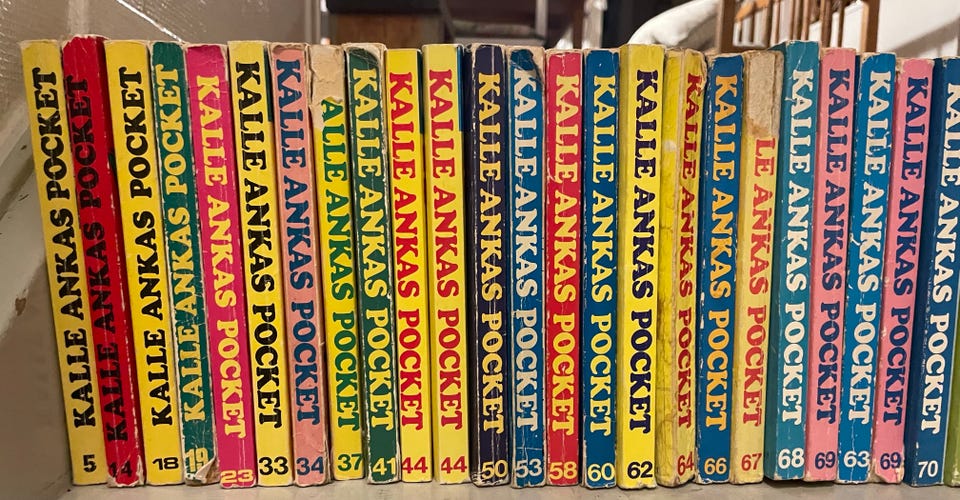 KALLE ANKAS POCKET 5
KALLE ANKAS POCKET 14
KALLE ANKAS POCKET 18
KALLE ANKAS POCKET 19
KALLE ANKAS POCKET 23
KALLE ANKAS POCKET 33
KALLE ANKAS POCKET 34
ALLE ANKAS POCKET 37
KALLE ANKAS POCKET 41
KALLE ANKAS POCKET 44
KALLE ANKAS POCKET 44
KALLE ANKAS POCKET 50
KALLE ANKAS POCKET 53
KALLE ANKAS POCKET 58
KALLE ANKAS POCKET 60
KALLE ANKAS POCKET 62
KALLE ANKAS POCKET 64
KALLE ANKAS POCKET 66
LE ANKAS POCKET 67
KALLE ANKAS POCKET 68
KALLE ANKAS POCKET 69
KALLE ANKAS POCKET 63
KALLE ANKAS POCKET 69
KALLE ANKAS POCKET 70